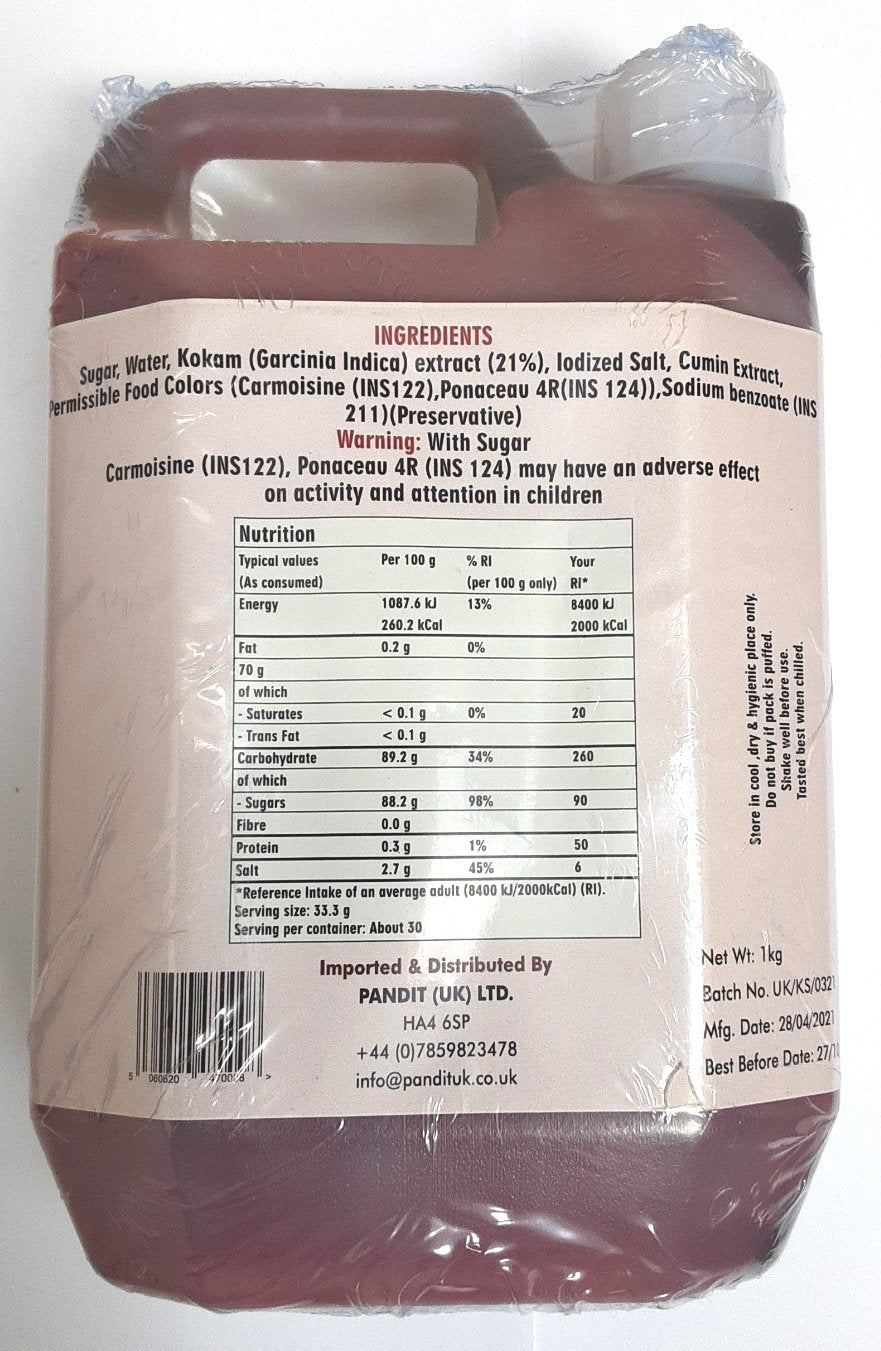 INGREDIENTS
Sugar, Water, Kokam (Garcinia Indica) extract (21%), Iodized Salt, Cumin Extract,
Permissible Food Colors (Carmoisine (INS122),Ponaceau 4R(INS 124)),Sodium benzoate (INS
211)(Preservative)
Warning: With Sugar
Carmoisine (INS122), Ponaceau 4R (INS 124) may have an adverse effect
on activity and attention in children
Nutrition
Typical values Per 100 g % RI Your
(As consumed) (per 100 g only) RI*
Energy 1087.6 kJ 13% 8400 kJ
260.2 kCal 2000 kCal
Fat 0.2 g 0%
70 g
of which
- Saturates < 0.1 g 0% 20
- Trans Fat < 0.1 g
Carbohydrate 89.2 g 34% 260
of which
- Sugars 88.2 g 98% 90
Fibre 0.0 g
Protein 0.3 g 1% 50
Salt 2.7 g 45% 6
*Reference Intake of an average adult (8400 kJ/2000kCal) (RI).
Serving size: 33.3 g
Serving per container: About 30
Store in cool ,dry & hygienic place only.
Do not buy if pack is puffed.
Shake well before use.
Tasted best when chilled.
Imported & Distributed By
PANDIT (UK) LTD.
HA4 6SP
+44 (0)7859823478
info@pandituk.co.uk
5 060620 >
Net Wt: 1kg
Batch No. UK/KS/0321
Mfg. Date: 28/04/2021
Best Before Date: 27/10